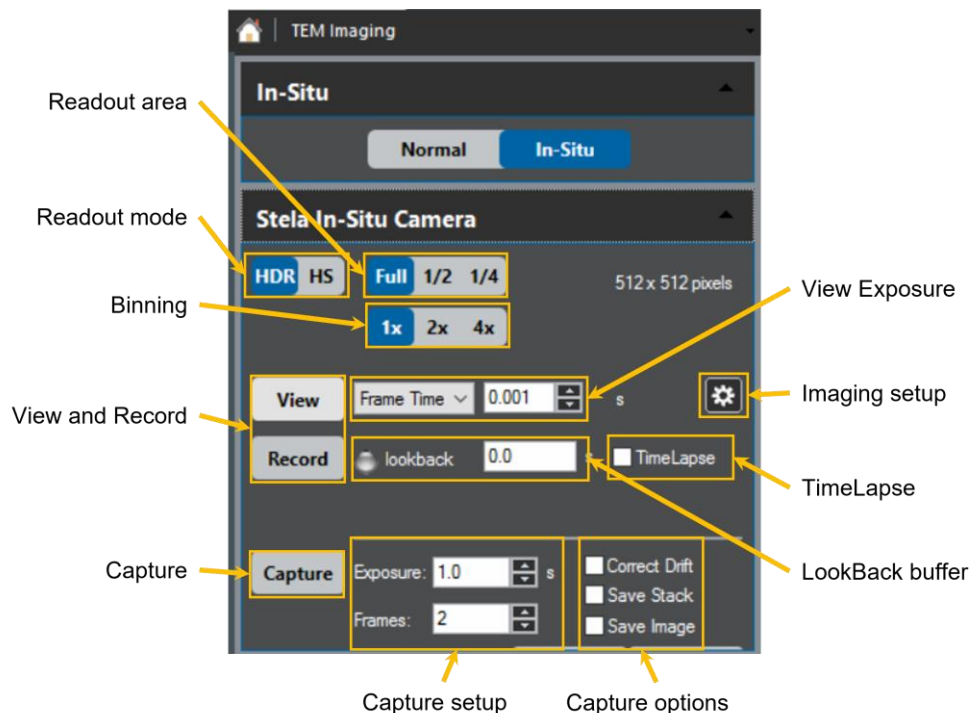 TEM Imaging
In-Situ
Readout area
Normal In-Situ
Readout mode
Stela In-Situ Camera
HDR HS Full 1/2 1/4 512 x 512 pixels
View Exposure
Binning
1x 2x 4x
View Frame Time 0.001 s
Imaging setup
View and Record
Record lookback 0.0 s TimeLapse
TimeLapse
Capture
Capture Exposure: 1.0 s Correct Drift
LookBack buffer
Save Stack
Frames: 2 Save Image
Capture setup Capture options